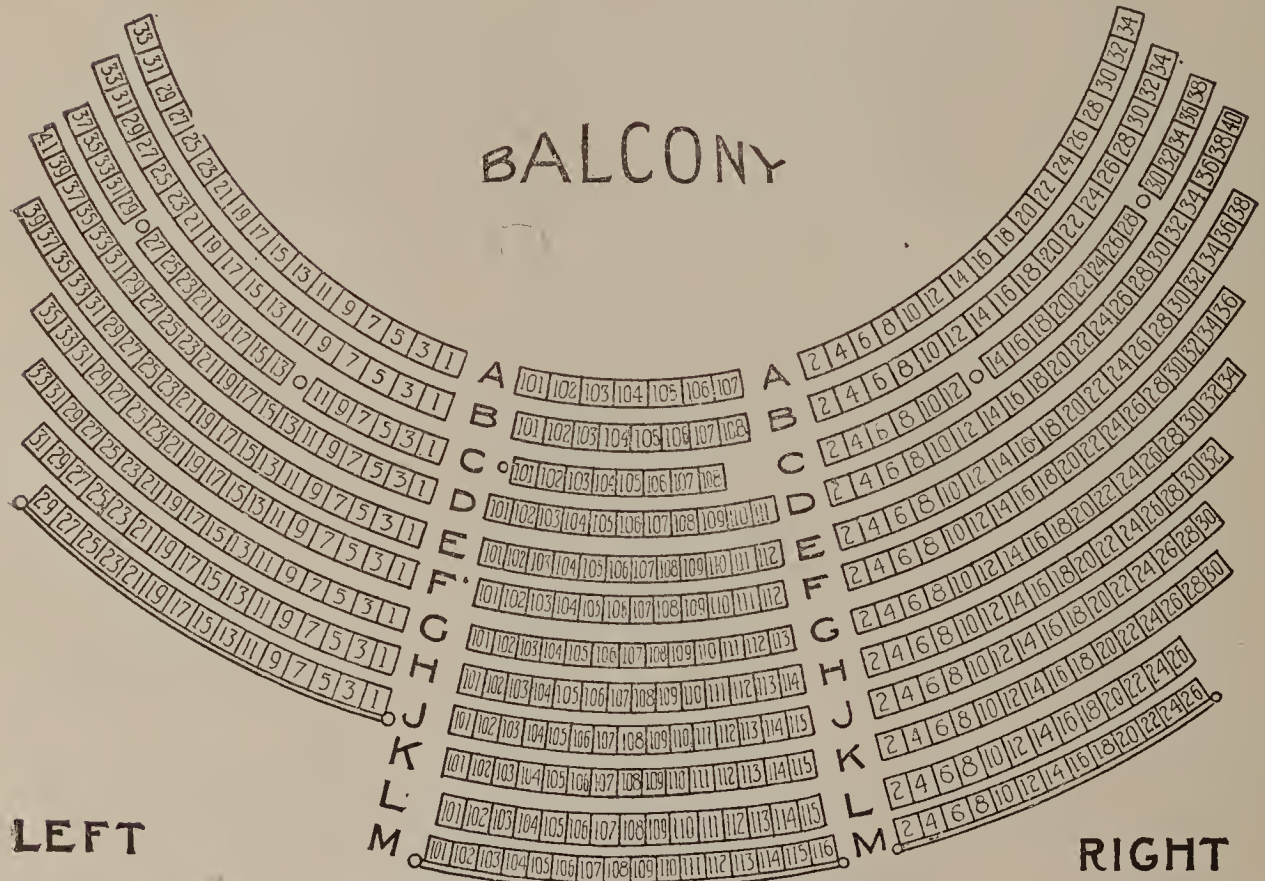 BALCONY
33 31 29 27 25 23 21 19 17 15 13 11 9 7 5 3 1 A 101 102 103 104 105 106 107 A 2 4 6 8 10 12 14 16 18 20 22 24 26 28 30 32 34
33 31 29 27 25 23 21 19 17 15 13 11 9 7 5 3 1 B 101 102 103 104 105 106 107 108 B 2 4 6 8 10 12 14 16 18 20 22 24 26 28 30 32 34
37 35 33 31 29 27 25 23 21 19 17 15 13 11 9 7 5 3 1 C 101 102 103 104 105 106 107 108 C 2 4 6 8 10 12 14 16 18 20 22 24 26 28 30 32 34 36 38
41 39 37 35 33 31 29 27 25 23 21 19 17 15 13 11 9 7 5 3 1 D 101 102 103 104 105 106 107 108 109 110 111 D 2 4 6 8 10 12 14 16 18 20 22 24 26 28 30 32 34 36 38 40
39 37 35 33 31 29 27 25 23 21 19 17 15 13 11 9 7 5 3 1 E 101 102 103 104 105 106 107 108 109 110 111 112 E 2 4 6 8 10 12 14 16 18 20 22 24 26 28 30 32 34 36 38
35 33 31 29 27 25 23 21 19 17 15 13 11 9 7 5 3 1 F 101 102 103 104 105 106 107 108 109 110 111 112 F 2 4 6 8 10 12 14 16 18 20 22 24 26 28 30 32 34 36
33 31 29 27 25 23 21 19 17 15 13 11 9 7 5 3 1 G 101 102 103 104 105 106 107 108 109 110 111 112 113 G 2 4 6 8 10 12 14 16 18 20 22 24 26 28 30 32 34
31 29 27 25 23 21 19 17 15 13 11 9 7 5 3 1 H 101 102 103 104 105 106 107 108 109 110 111 112 113 114 H 2 4 6 8 10 12 14 16 18 20 22 24 26 28 30 32
29 27 25 23 21 19 17 15 13 11 9 7 5 3 1 J 101 102 103 104 105 106 107 108 109 110 111 112 113 114 115 J 2 4 6 8 10 12 14 16 18 20 22 24 26 28 30
K 101 102 103 104 105 106 107 108 109 110 111 112 113 114 115 K 2 4 6 8 10 12 14 16 18 20 22 24 26 28 30
L 101 102 103 104 105 106 107 108 109 110 111 112 113 114 115 L 2 4 6 8 10 12 14 16 18 20 22 24 26
M 101 102 103 104 105 106 107 108 109 110 111 112 113 114 115 116 M 2 4 6 8 10 12 14 16 18 20 22 24 26
LEFT RIGHT